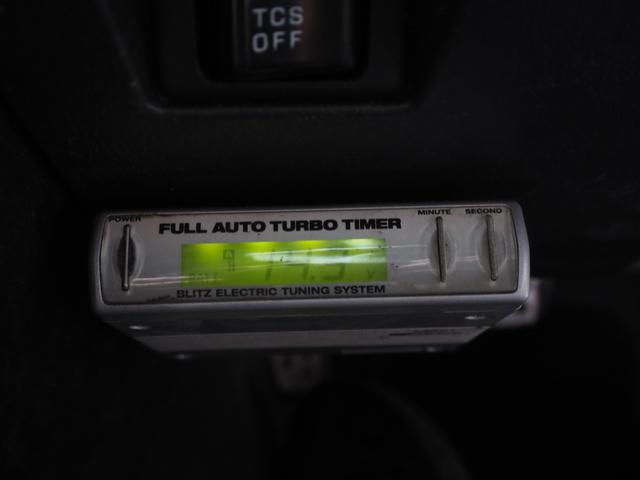 TCS
OFF
POWER
MINUTE SECOND
FULL AUTO TURBO TIMER
A
V
BLITZ ELECTRIC TUNING SYSTEM